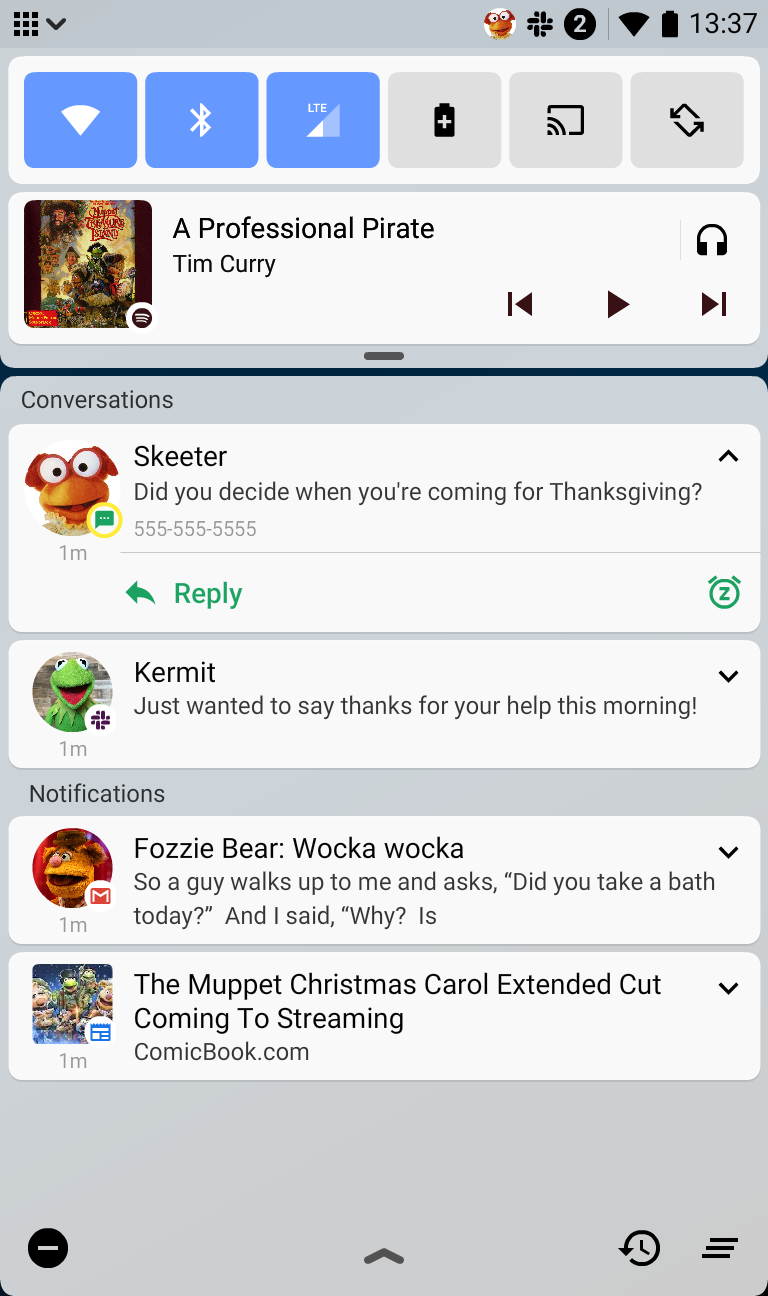 2 13:37
LTE
Muppet
Treasure
Island
A Professional Pirate
Tim Curry
Conversations
Skeeter
Did you decide when you're coming for Thanksgiving?
555-555-5555
1m
Reply
z
Kermit
Just wanted to say thanks for your help this morning!
1m
Notifications
Fozzie Bear: Wocka wocka
So a guy walks up to me and asks, “Did you take a bath
today?”  And I said, “Why?  Is
1m
The Muppet Christmas Carol Extended Cut
Coming To Streaming
ComicBook.com
1m